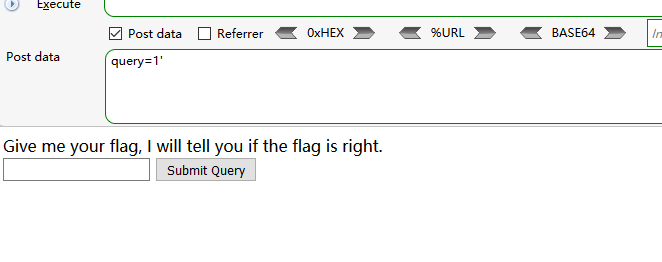 Execute
Post data Referrer 0xHEX %URL BASE64 In
Post data
query=1'
Give me your flag, I will tell you if the flag is right.
Submit Query